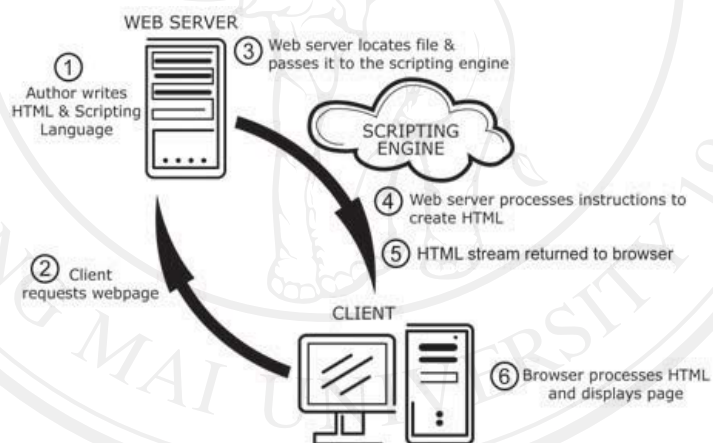 WEB SERVER
① Author writes
HTML & Scripting
Language
③ Web server locates file &
passes it to the scripting engine
SCRIPTING
ENGINE
④ Web server processes instructions to
create HTML
⑤ HTML stream returned to browser
② Client
requests webpage
CLIENT
⑥ Browser processes HTML
and displays page
G MAI UNIVERSITY